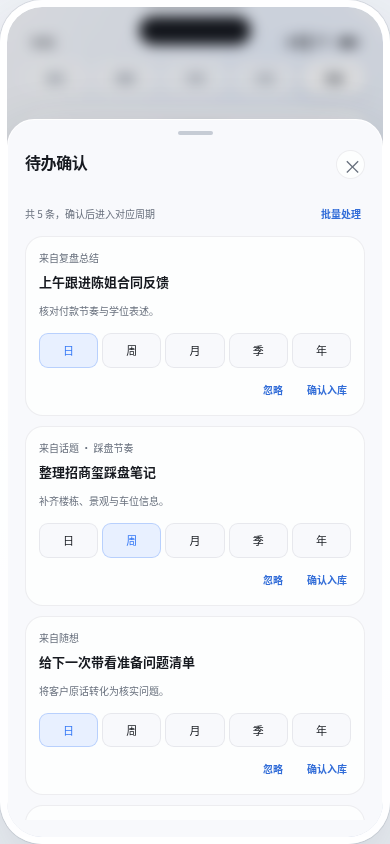 待办确认
共 5 条，确认后进入对应周期
批量处理
来自复盘总结
上午跟进陈姐合同反馈
核对付款节奏与学位表述。
日 周 月 季 年
忽略 确认入库
来自话题 · 踩盘节奏
整理招商玺踩盘笔记
补齐楼栋、景观与车位信息。
日 周 月 季 年
忽略 确认入库
来自随想
给下一次带看准备问题清单
将客户原话转化为核实问题。
日 周 月 季 年
忽略 确认入库